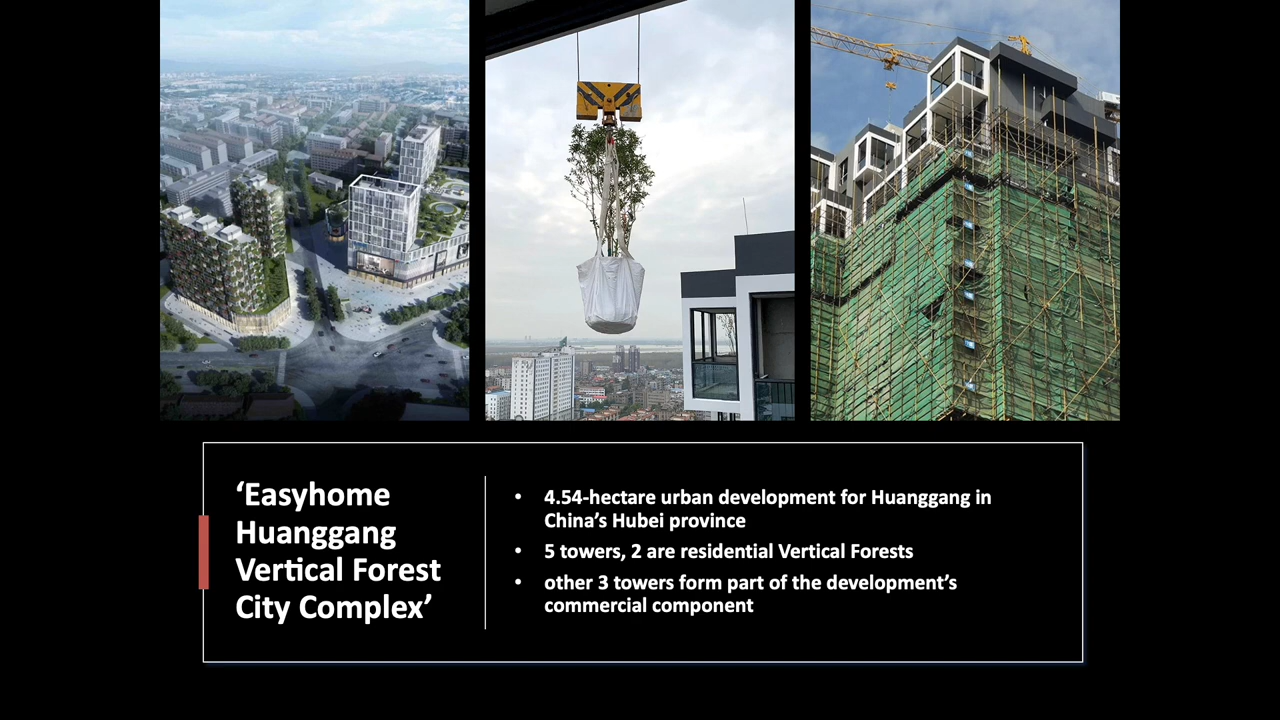 ‘Easyhome
Huanggang
Vertical Forest
City Complex’
• 4.54-hectare urban development for Huanggang in
China’s Hubei province
• 5 towers, 2 are residential Vertical Forests
• other 3 towers form part of the development’s
commercial component